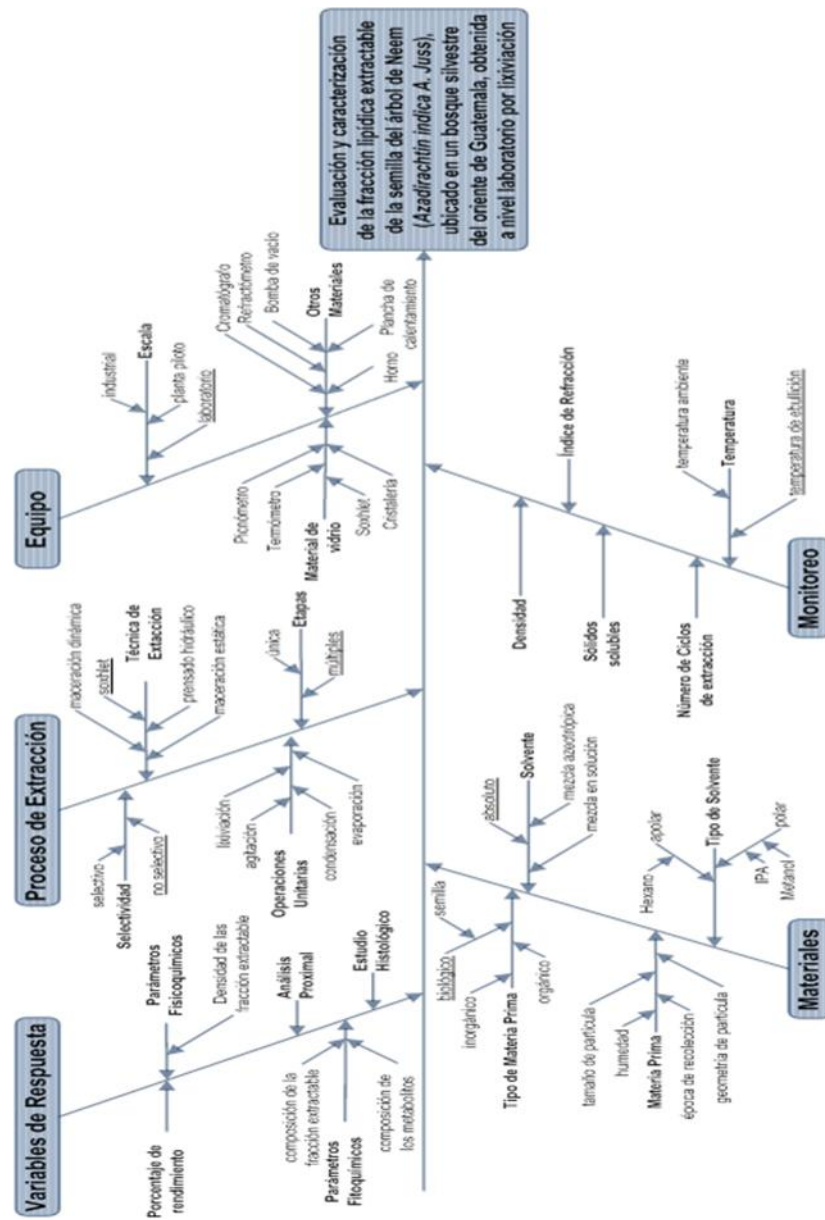 Variables de Respuesta
Porcentaje de
rendimiento
Parámetros
Fisicoquímicos
Densidad de las
fracción extractable
Análisis
Proximal
composición de la
fracción extractable
Parámetros
Fitoquímicos
composición de
los metabolitos
Estudio
Histológico
Proceso de Extracción
selectivo
Selectividad
no selectivo
maceración dinámica
soxhlet
Técnica de
Extacción
prensado hidráulico
maceración estática
lixiviación
agitación
Operaciones
Unitarias
condensación
evaporación
única
Etapas
múltiples
Equipo
industrial
Escala
planta piloto
laboratorio
Picnómetro
Termómetro
Material de
vidrio
Soxhlet
Cristalería
Cromatógrafo
Refractómetro
Bomba de vacío
Otros
Materiales
Plancha de
calentamiento
Horno
Evaluación y caracterización
de la fracción lipídica extractable
de la semilla del árbol de Neem
(Azadirachtin indica A. Juss),
ubicado en un bosque silvestre
del oriente de Guatemala, obtenida
a nivel laboratorio por lixiviación
semilla
biológico
inorgánico
Tipo de Materia Prima
orgánico
absoluto
Solvente
mezcla azeotrópica
mezcla en solución
tamaño de partícula
humedad
Materia Prima
época de recolección
geometría de partícula
Hexano
apolar
Tipo de Solvente
polar
IPA
Metanol
Materiales
Densidad
Índice de Refracción
Sólidos
solubles
Número de Ciclos
de extracción
temperatura ambiente
Temperatura
temperatura de ebullición
Monitoreo